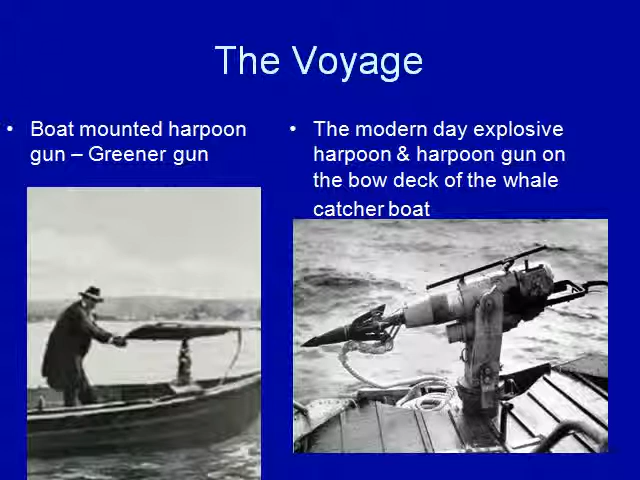 The Voyage
• Boat mounted harpoon
gun – Greener gun
• The modern day explosive
harpoon & harpoon gun on
the bow deck of the whale
catcher boat